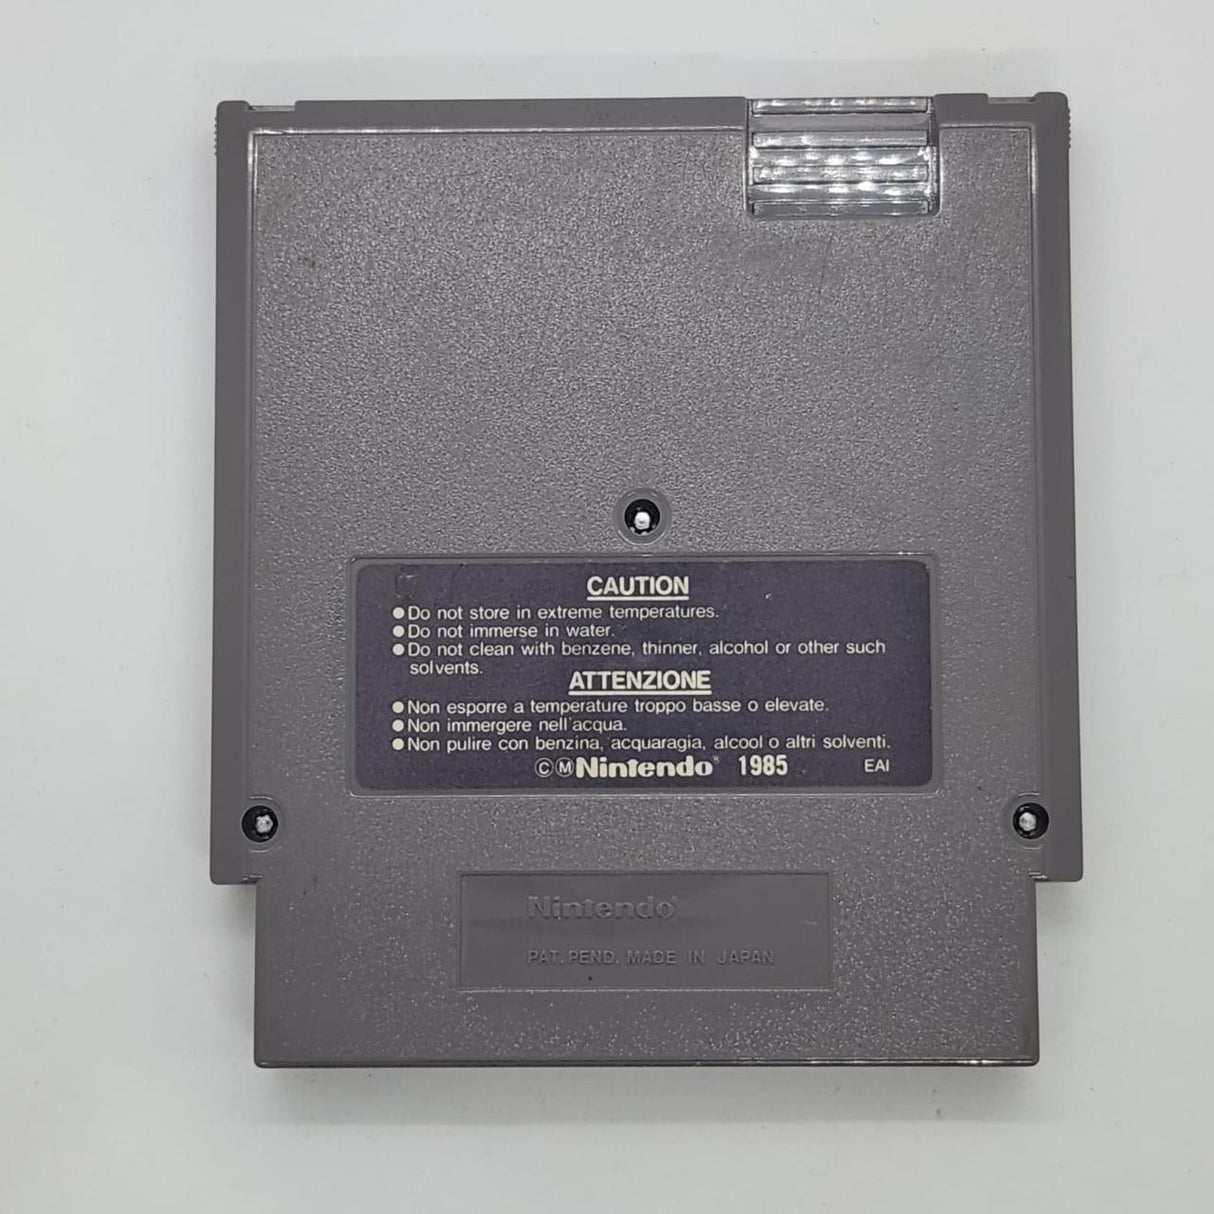 CAUTION
●Do not store in extreme temperatures.
●Do not immerse in water.
●Do not clean with benzene, thinner, alcohol or other such
solvents.
ATTENZIONE
●Non esporre a temperature troppo basse o elevate.
●Non immergere nell'acqua.
●Non pulire con benzina, acquaragia, alcool o altri solventi.
ⒸⓂNintendo® 1985 EAI
Nintendo®
PAT. PEND. MADE IN JAPAN